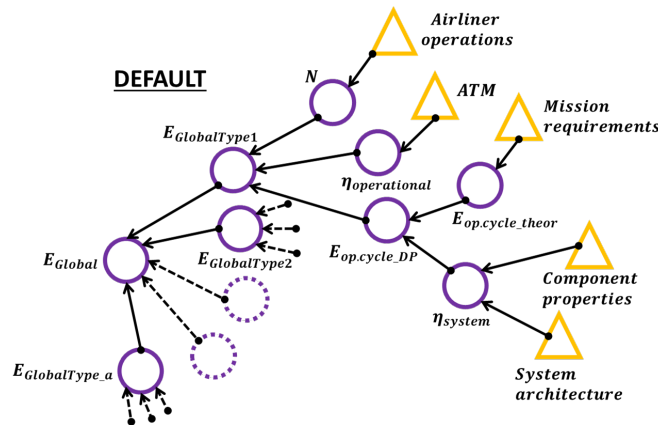 Airliner
operations
DEFAULT
N
ATM
Mission
requirements
E_GlobalType1
η_operational
E_op.cycle_theor
E_Global
E_GlobalType2
E_op.cycle_DP
Component
properties
η_system
E_GlobalType_a
System
architecture